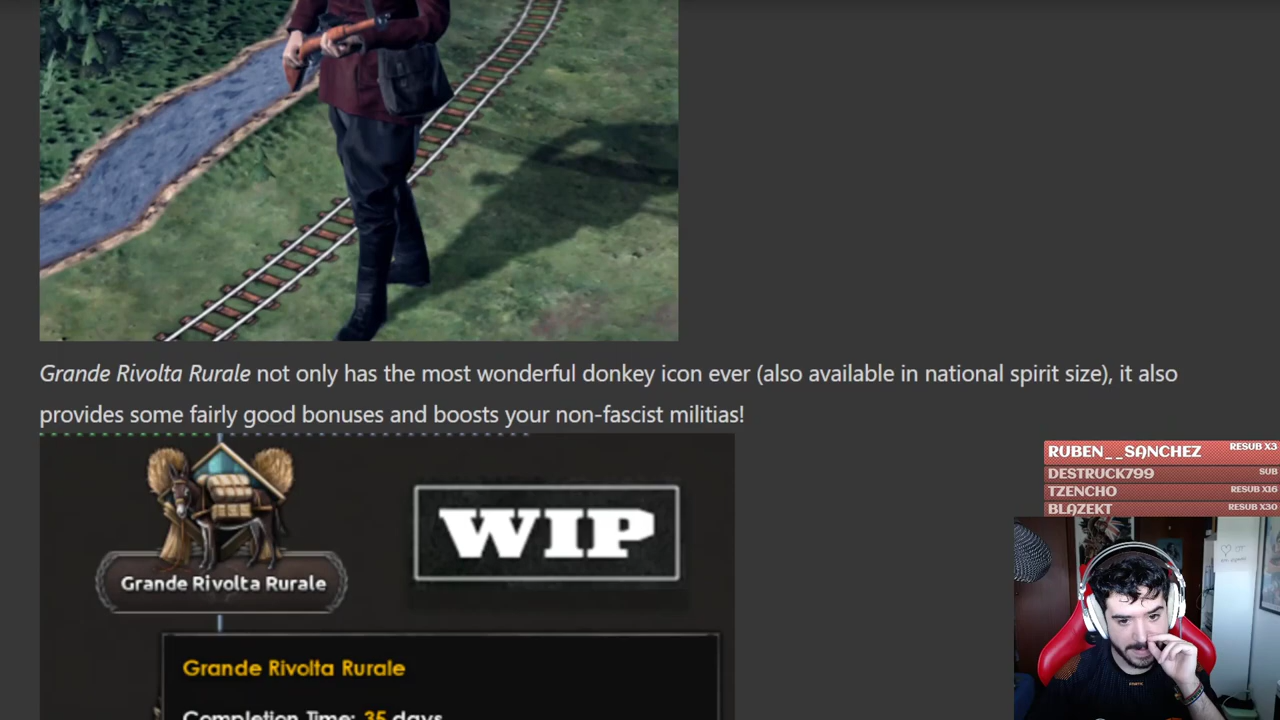 Grande Rivolta Rurale not only has the most wonderful donkey icon ever (also available in national spirit size), it also
provides some fairly good bonuses and boosts your non-fascist militias!
WIP
Grande Rivolta Rurale
Grande Rivolta Rurale
Completion Time: 35 days
RUBEN__SANCHEZ RESUB X3
DESTRUCK799 SUB
TZENCHO RESUB X16
BLAZEKT RESUB X30